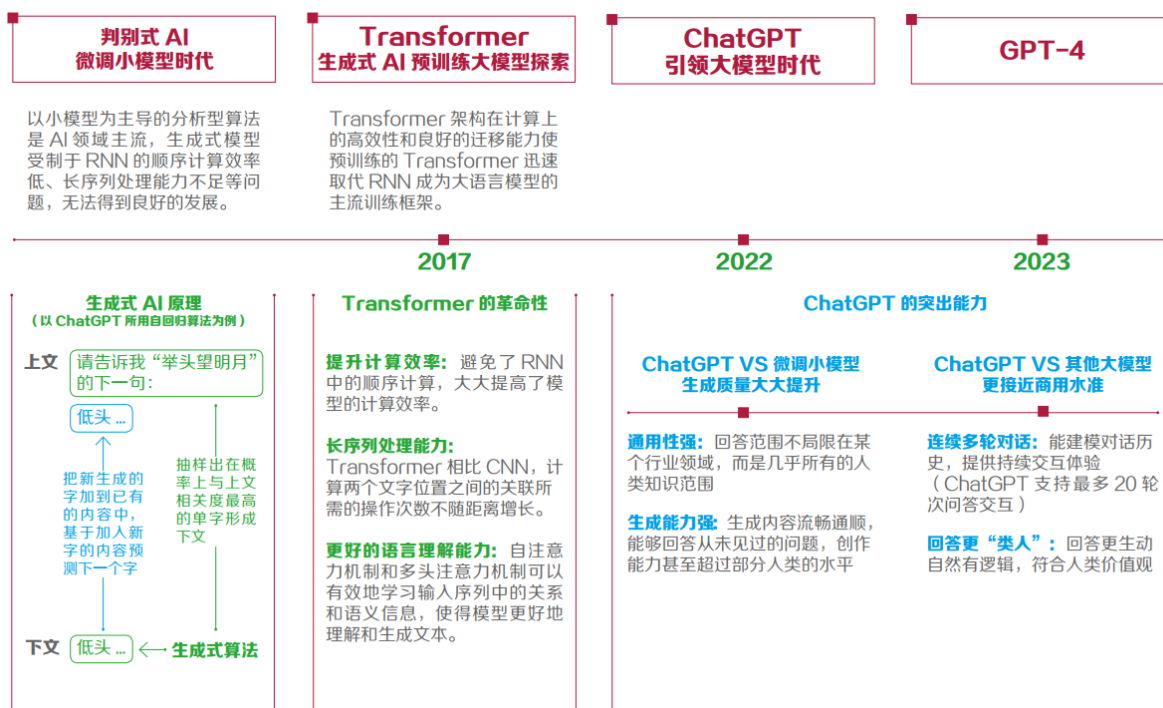 判别式 AI
微调小模型时代
Transformer
生成式 AI 预训练大模型探索
ChatGPT
引领大模型时代
GPT-4
以小模型为主导的分析型算法
是 AI 领域主流，生成式模型
受制于 RNN 的顺序计算效率
低、长序列处理能力不足等问
题，无法得到良好的发展。
Transformer 架构在计算上
的高效性和良好的迁移能力使
预训练的 Transformer 迅速
取代 RNN 成为大语言模型的
主流训练框架。
2017
2022
2023
生成式 AI 原理
（以 ChatGPT 所用自回归算法为例）
上文
请告诉我“举头望明月”
的下一句：
低头 ...
把新生成的
字加到已有
的内容中，
基于加人新
字的内容预
测下一个字
抽样出在概
率上与上文
相关度最高
的单字形成
下文
下文
低头 ...
生成式算法
Transformer 的革命性
提升计算效率：避免了 RNN
中的顺序计算，大大提高了模
型的计算效率。
长序列处理能力：
Transformer 相比 CNN，计
算两个文字位置之间的关联所
需的操作次数不随距离增长。
更好的语言理解能力：自注意
力机制和多头注意力机制可以
有效地学习输入序列中的关系
和语义信息，使得模型更好地
理解和生成文本。
ChatGPT 的突出能力
ChatGPT VS 微调小模型
生成质量大大提升
通用性强：回答范围不局限在某
个行业领域，而是几乎所有的人
类知识范围
生成能力强：生成内容流畅通顺，
能够回答从未见过的问题，创作
能力甚至超过部分人类的水平
ChatGPT VS 其他大模型
更接近商用水准
连续多轮对话：能建模对话历
史，提供持续交互体验
（ChatGPT 支持最多 20 轮
次问答交互）
回答更“类人”：回答更生动
自然有逻辑，符合人类价值观